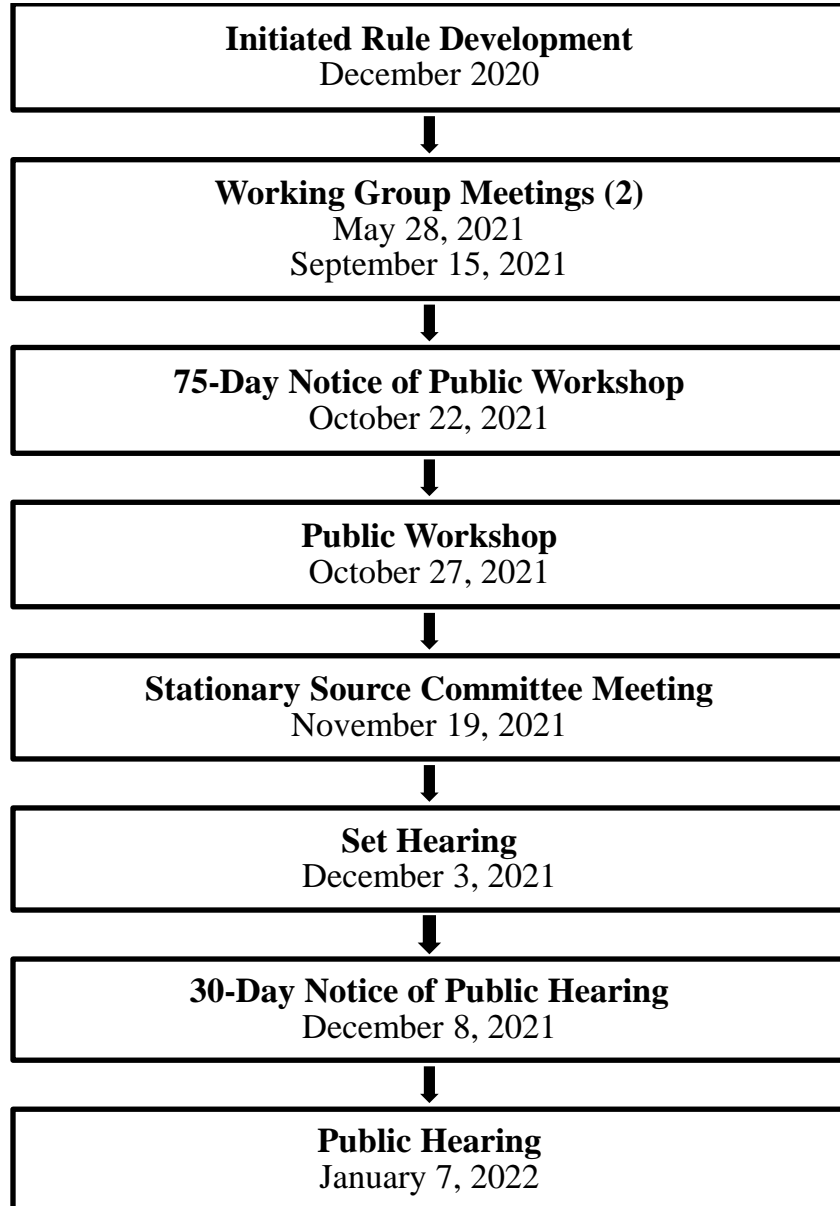 Initiated Rule Development
December 2020
Working Group Meetings (2)
May 28, 2021
September 15, 2021
75-Day Notice of Public Workshop
October 22, 2021
Public Workshop
October 27, 2021
Stationary Source Committee Meeting
November 19, 2021
Set Hearing
December 3, 2021
30-Day Notice of Public Hearing
December 8, 2021
Public Hearing
January 7, 2022